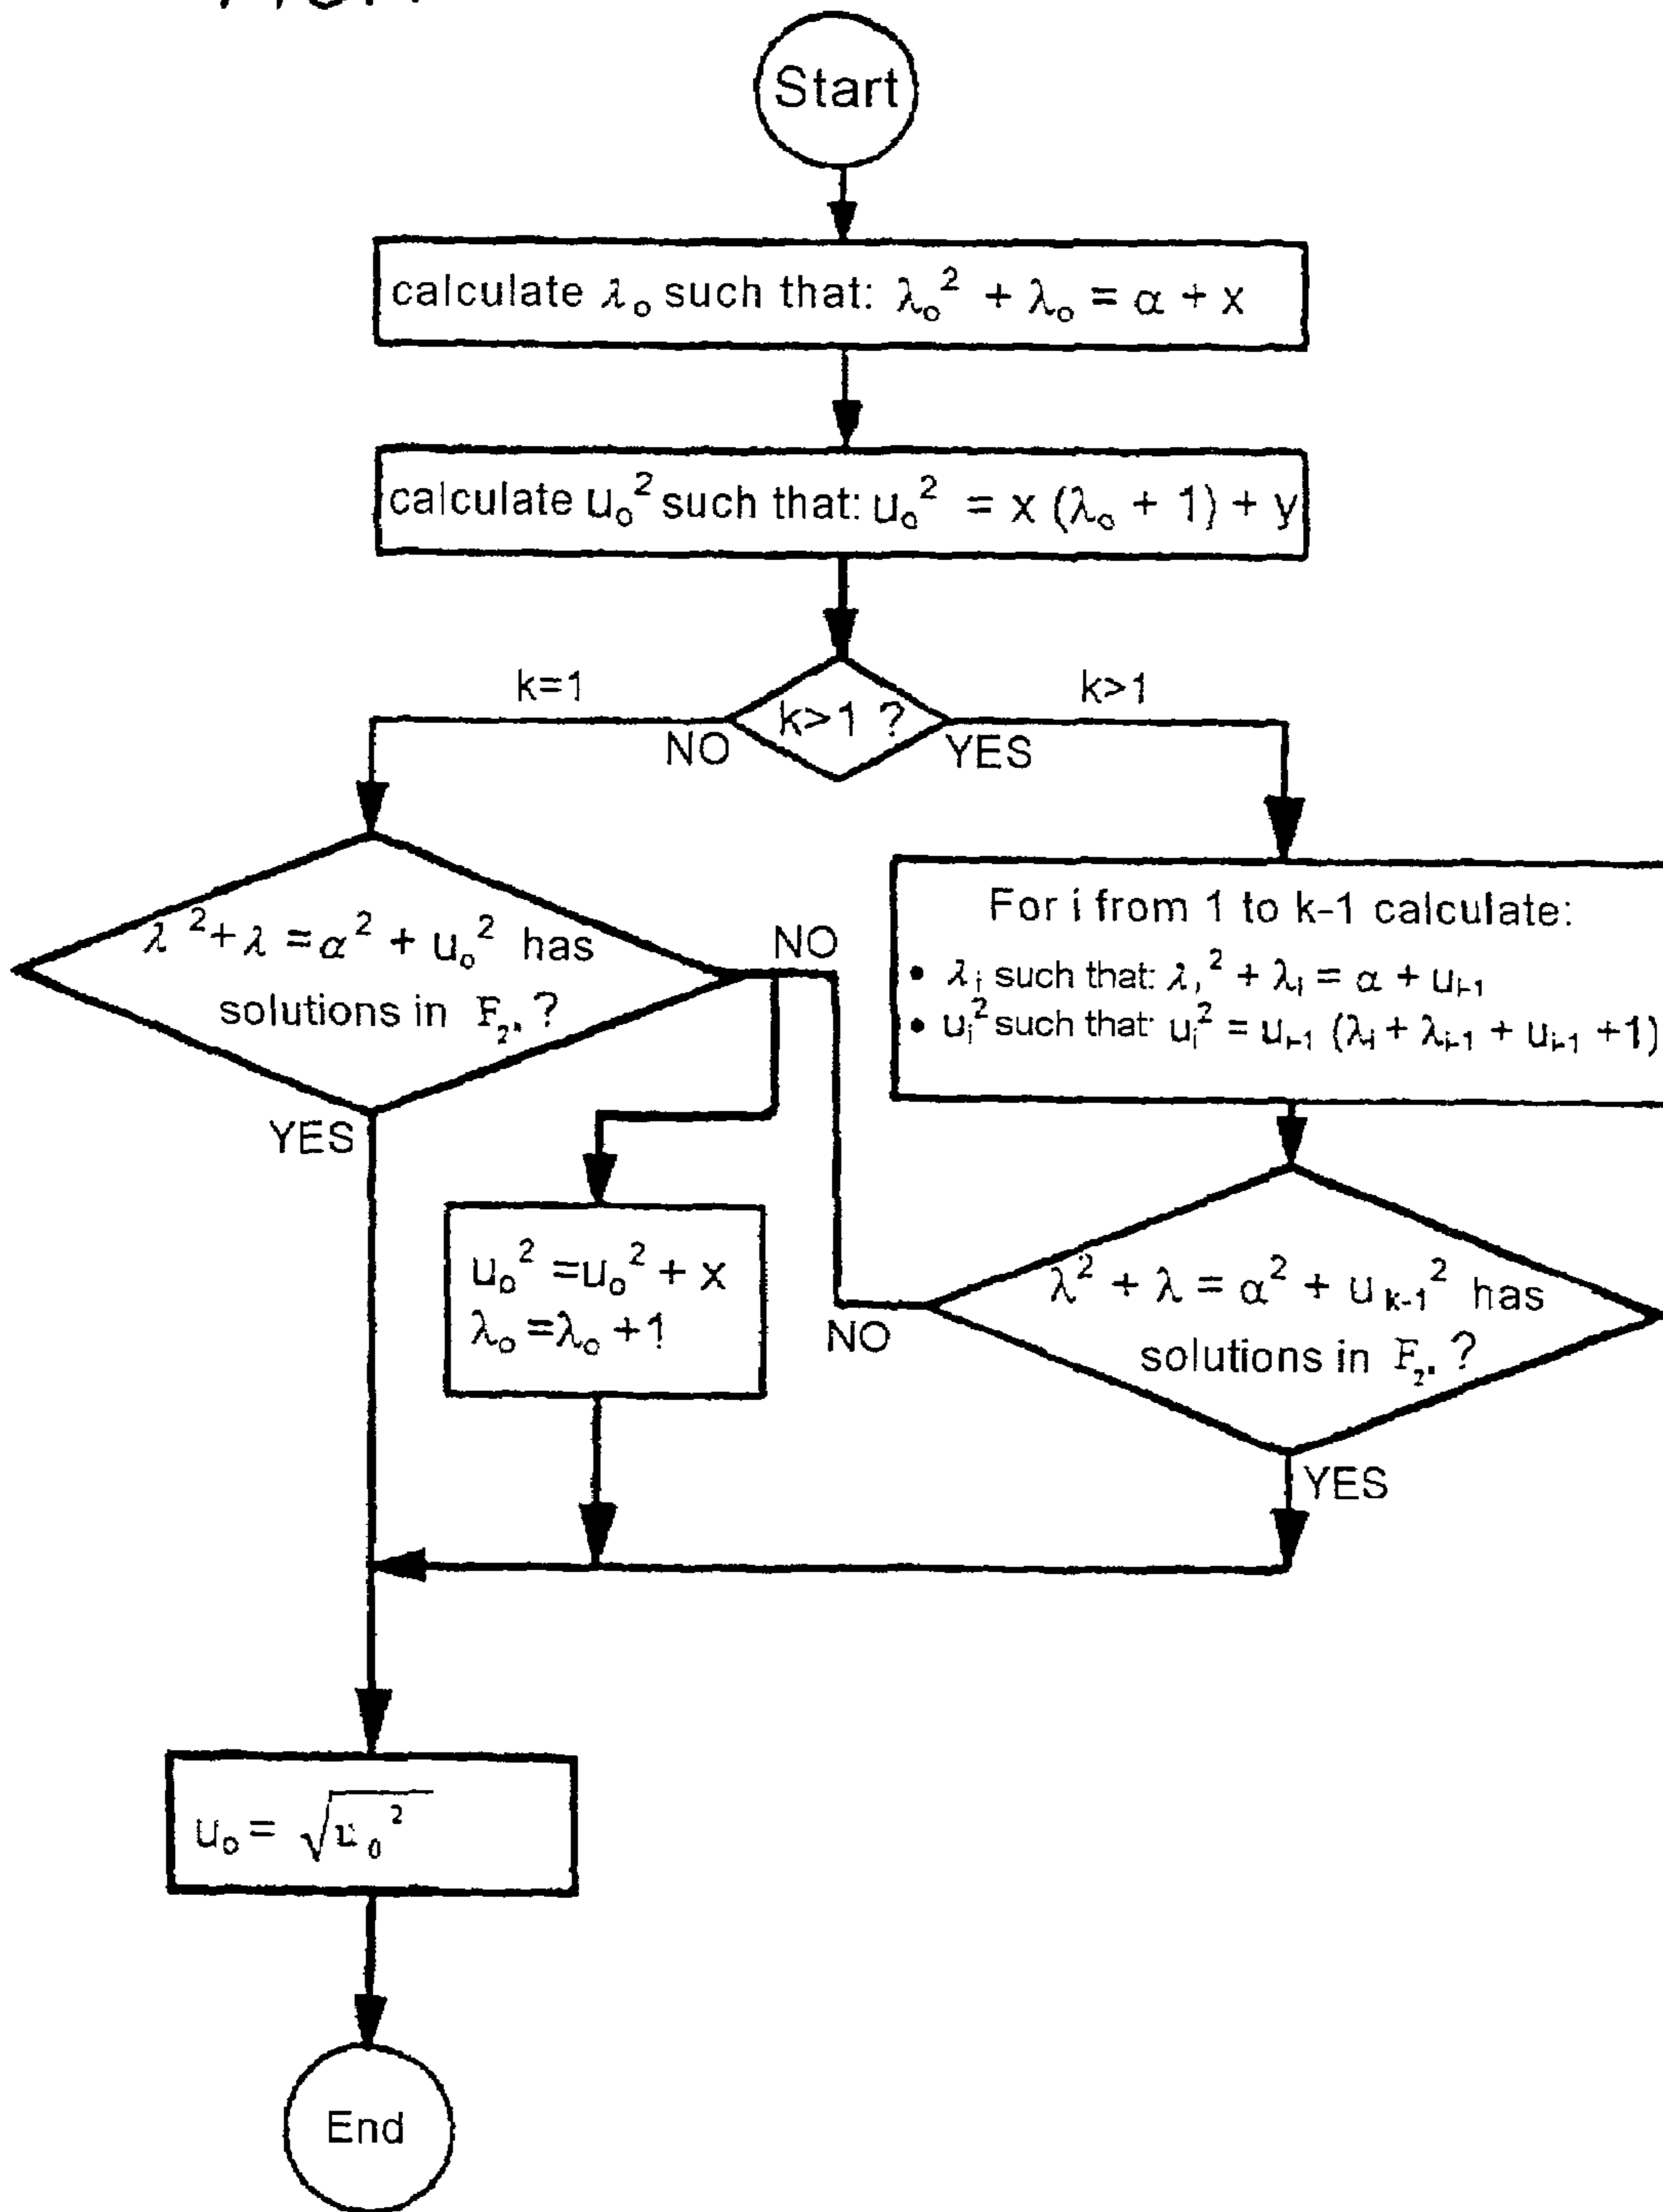 Start
calculate λ₀ such that: λ₀² + λ₀ = α + x
calculate u₀² such that: u₀² = x (λ₀ + 1) + y
k=1
k>1 ?
k>1
NO
YES
λ² + λ = α² + u₀² has
solutions in F₂ⁿ ?
NO
YES
For i from 1 to k-1 calculate:
• λᵢ such that: λᵢ² + λᵢ = α + uᵢ₋₁
• uᵢ² such that: uᵢ² = uᵢ₋₁ (λᵢ + λᵢ₋₁ + uᵢ₋₁ +1)
u₀² =u₀² + x
λ₀ =λ₀ +1
λ² + λ = α² + uₖ₋₁² has
solutions in F₂ⁿ ?
NO
YES
u₀ = √u₀²
End